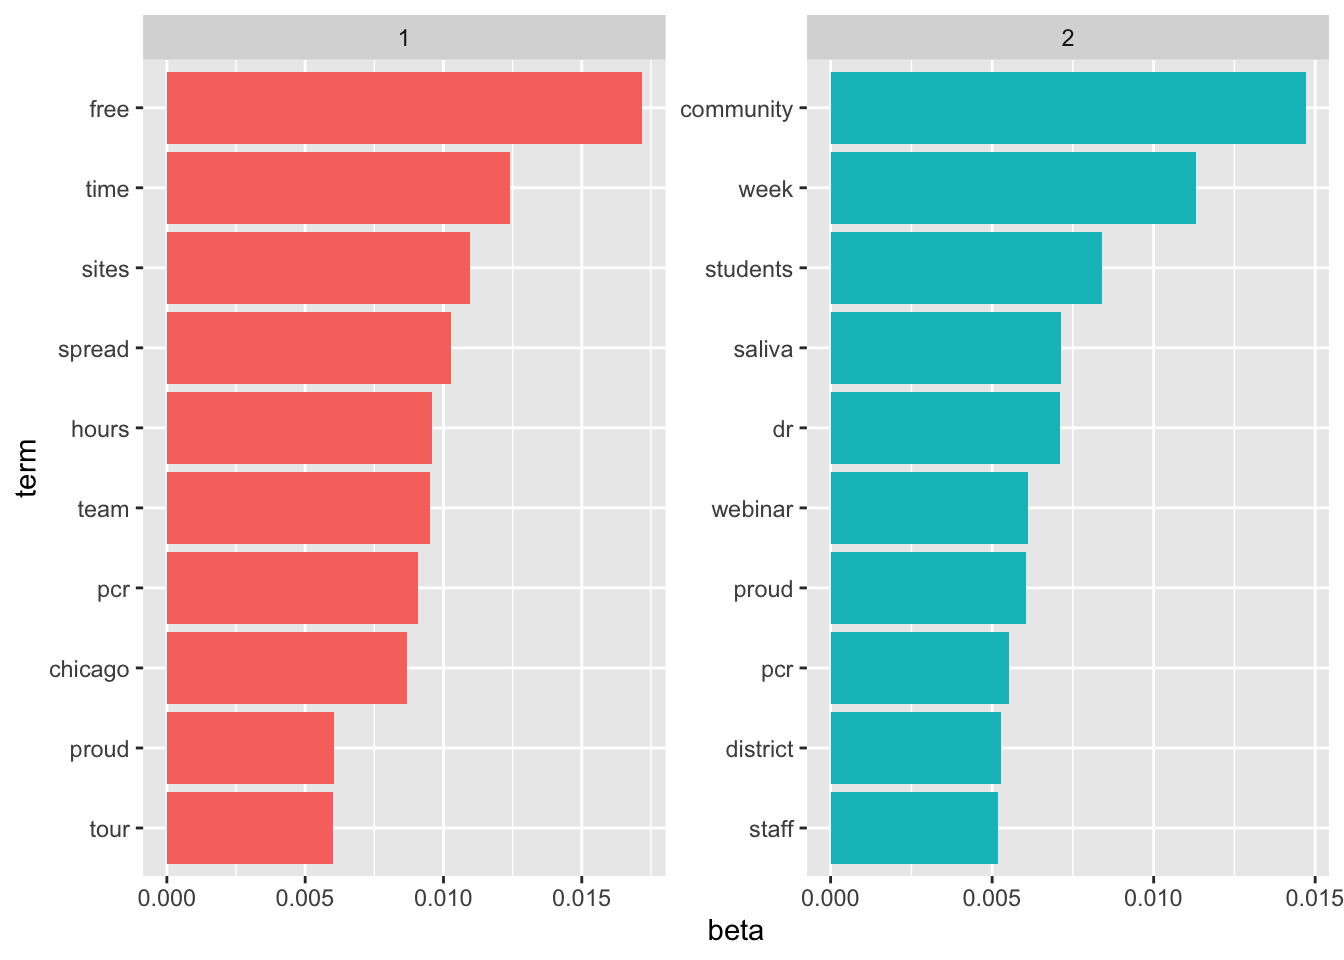 1
2
term
free
time
sites
spread
hours
team
pcr
chicago
proud
tour
community
week
students
saliva
dr
webinar
proud
pcr
district
staff
0.000 0.005 0.010 0.015
0.000 0.005 0.010 0.015
beta